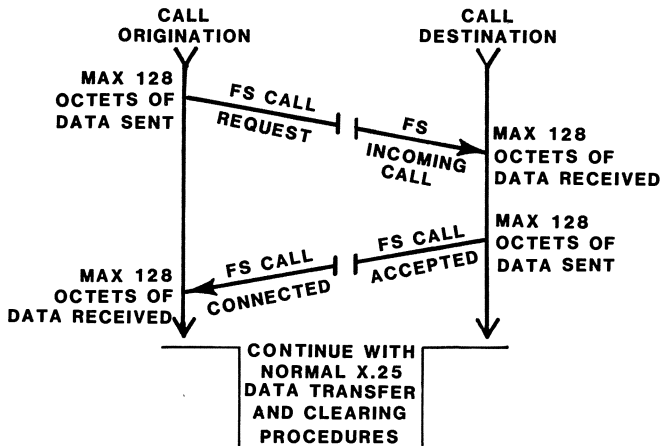 CALL
ORIGINATION
CALL
DESTINATION
MAX 128
OCTETS OF
DATA SENT
FS CALL
REQUEST
FS
INCOMING
CALL
MAX 128
OCTETS OF
DATA RECEIVED
MAX 128
OCTETS OF
DATA SENT
FS CALL
ACCEPTED
FS CALL
CONNECTED
MAX 128
OCTETS OF
DATA RECEIVED
CONTINUE WITH
NORMAL X.25
DATA TRANSFER
AND CLEARING
PROCEDURES